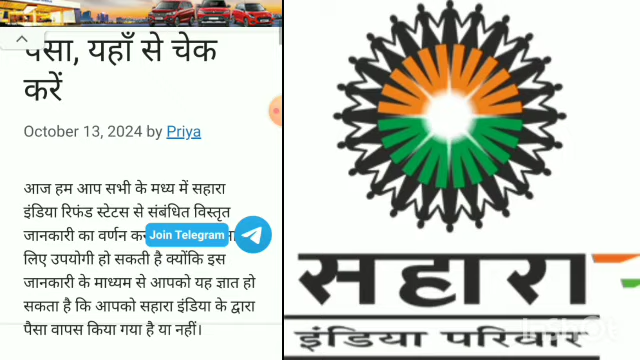 पैसा, यहाँ से चेक
करें
October 13, 2024 by Priya
आज हम आप सभी के मध्य में सहारा
इंडिया रिफंड स्टेटस से संबंधित विस्तृत
जानकारी का वर्णन
Join Telegram
लिए उपयोगी हो सकती है क्योंकि इस
जानकारी के माध्यम से आपको यह ज्ञात हो
सकता है कि आपको सहारा इंडिया के द्वारा
पैसा वापस किया गया है या नहीं।
सहारा
इंडिया परिवार
InShot